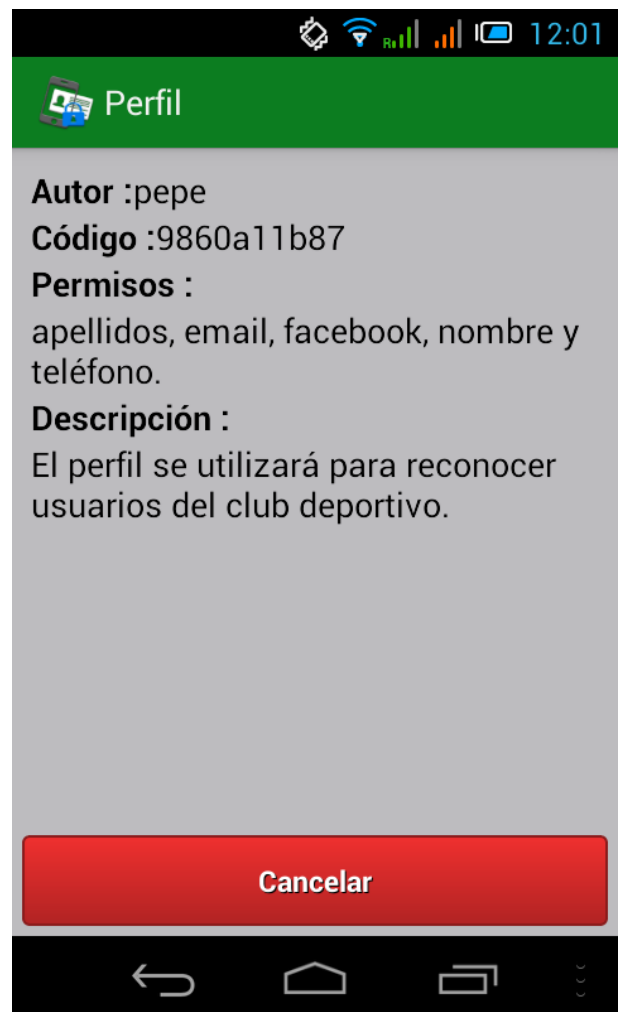 R
12:01
Perfil
Autor :pepe
Código :9860a11b87
Permisos :
apellidos, email, facebook, nombre y
teléfono.
Descripción :
El perfil se utilizará para reconocer
usuarios del club deportivo.
Cancelar